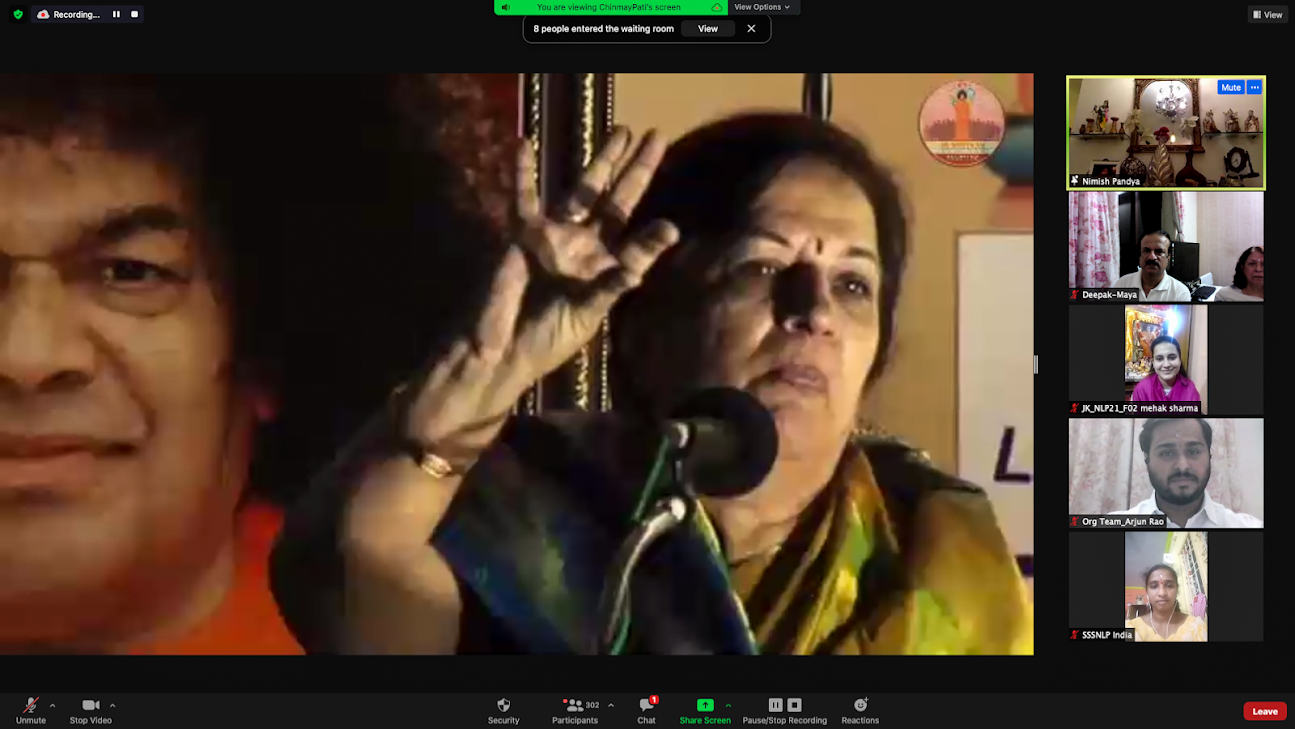 Recording...
You are viewing ChinmayPati's screen
View Options
View
8 people entered the waiting room
View
Mute
Nimish Pandya
Deepak-Maya
JK_NLP21_F02 mehak sharma
Org Team_Arjun Rao
SSSNLP India
L
Unmute
Stop Video
Security
302
Participants
1
Chat
Share Screen
Pause/Stop Recording
Reactions
Leave